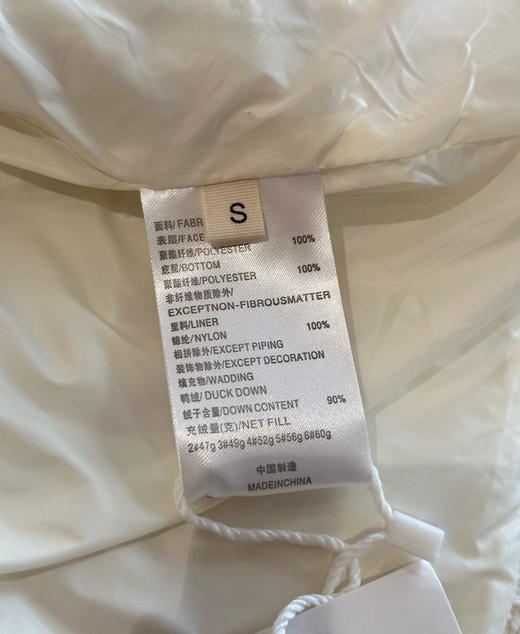 S
面料/FABR
表层/FACE
聚酯纤维/POLYESTER 100%
底层/BOTTOM
聚酯纤维/POLYESTER 100%
非纤维物质除外/
EXCEPTNON-FIBROUSMATTER
里料/LINER
锦纶/NYLON 100%
相拼除外/EXCEPT PIPING
装饰物除外/EXCEPT DECORATION
填充物/WADDING
鸭绒/DUCK DOWN
绒子含量/DOWN CONTENT 90%
充绒量(克)/NET FILL
2#47g 3#49g 4#52g 5#56g 6#60g
中国制造
MADEINCHINA